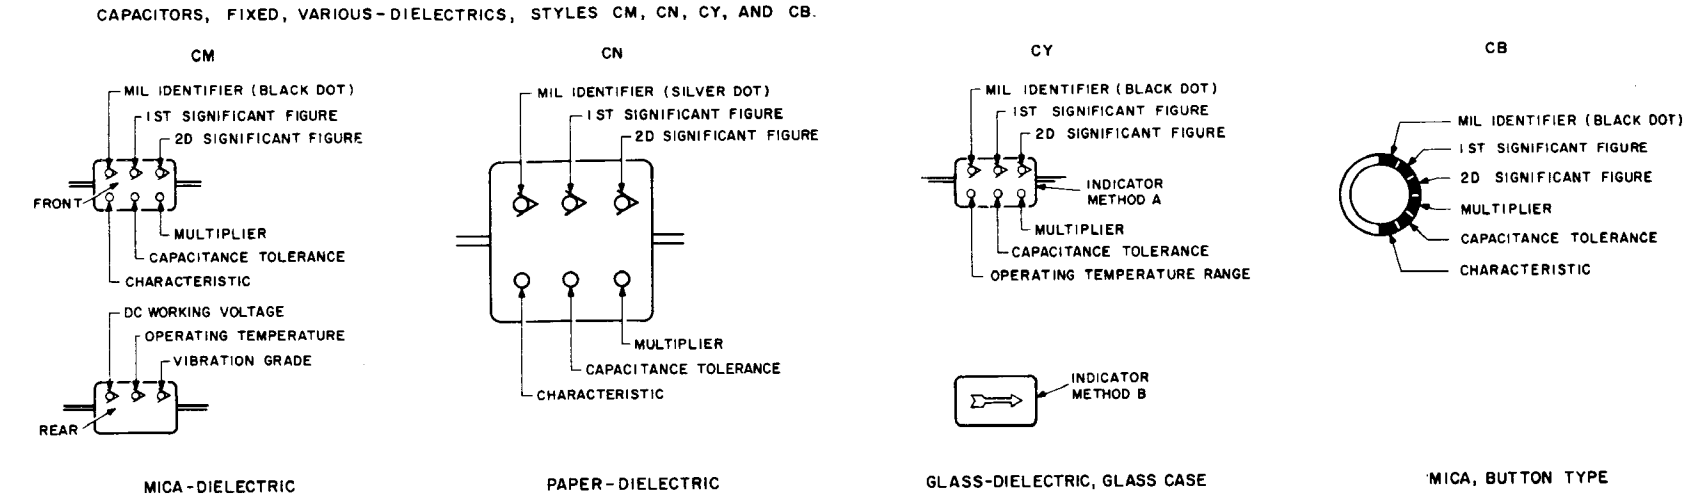 CAPACITORS, FIXED, VARIOUS-DIELECTRICS, STYLES CM, CN, CY, AND CB.
CM
MIL IDENTIFIER (BLACK DOT)
1ST SIGNIFICANT FIGURE
2D SIGNIFICANT FIGURE
FRONT
MULTIPLIER
CAPACITANCE TOLERANCE
CHARACTERISTIC
DC WORKING VOLTAGE
OPERATING TEMPERATURE
VIBRATION GRADE
REAR
MICA-DIELECTRIC
CN
MIL IDENTIFIER (SILVER DOT)
1ST SIGNIFICANT FIGURE
2D SIGNIFICANT FIGURE
MULTIPLIER
CAPACITANCE TOLERANCE
CHARACTERISTIC
PAPER-DIELECTRIC
CY
MIL IDENTIFIER (BLACK DOT)
1ST SIGNIFICANT FIGURE
2D SIGNIFICANT FIGURE
INDICATOR
METHOD A
MULTIPLIER
CAPACITANCE TOLERANCE
OPERATING TEMPERATURE RANGE
INDICATOR
METHOD B
GLASS-DIELECTRIC, GLASS CASE
CB
MIL IDENTIFIER (BLACK DOT)
1ST SIGNIFICANT FIGURE
2D SIGNIFICANT FIGURE
MULTIPLIER
CAPACITANCE TOLERANCE
CHARACTERISTIC
MICA, BUTTON TYPE